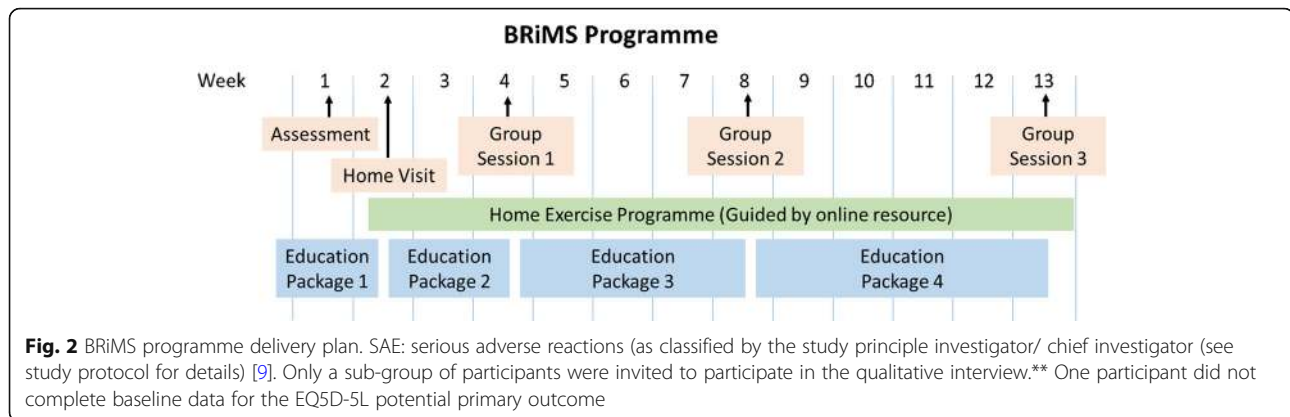 BRiMS Programme
Week 1 2 3 4 5 6 7 8 9 10 11 12 13
Assessment
Home Visit
Group
Session 1
Group
Session 2
Group
Session 3
Home Exercise Programme (Guided by online resource)
Education
Package 1
Education
Package 2
Education
Package 3
Education
Package 4
Fig. 2 BRiMS programme delivery plan. SAE: serious adverse reactions (as classified by the study principle investigator/ chief investigator (see
study protocol for details) [9]. Only a sub-group of participants were invited to participate in the qualitative interview.** One participant did not
complete baseline data for the EQ5D-5L potential primary outcome